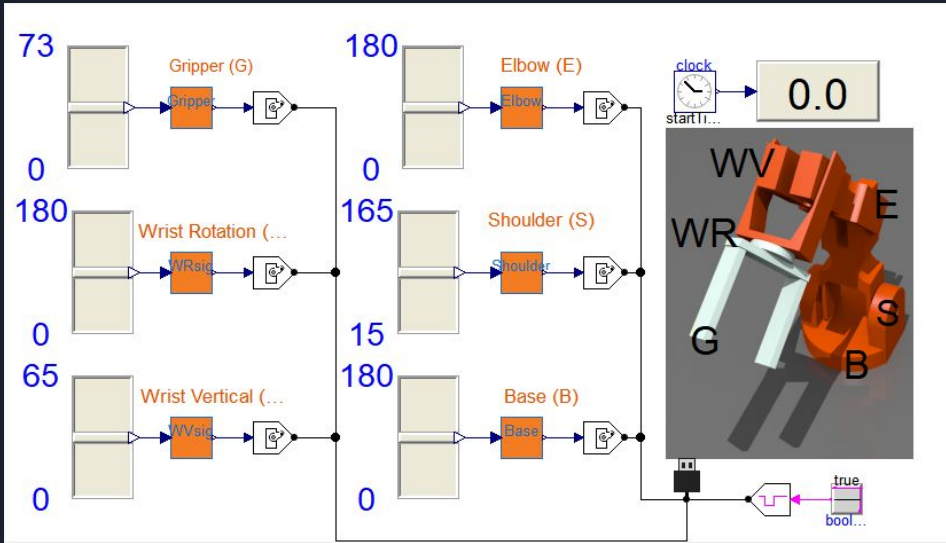 73
Gripper (G)
Gripper
0
180
Wrist Rotation (...
WRsig
0
65
Wrist Vertical (...
WVsig
0
180
Elbow (E)
Elbow
0
165
Shoulder (S)
Shoulder
15
180
Base (B)
Base
0
clock
startTi...
0.0
WV
E
WR
S
G
B
true
bool...